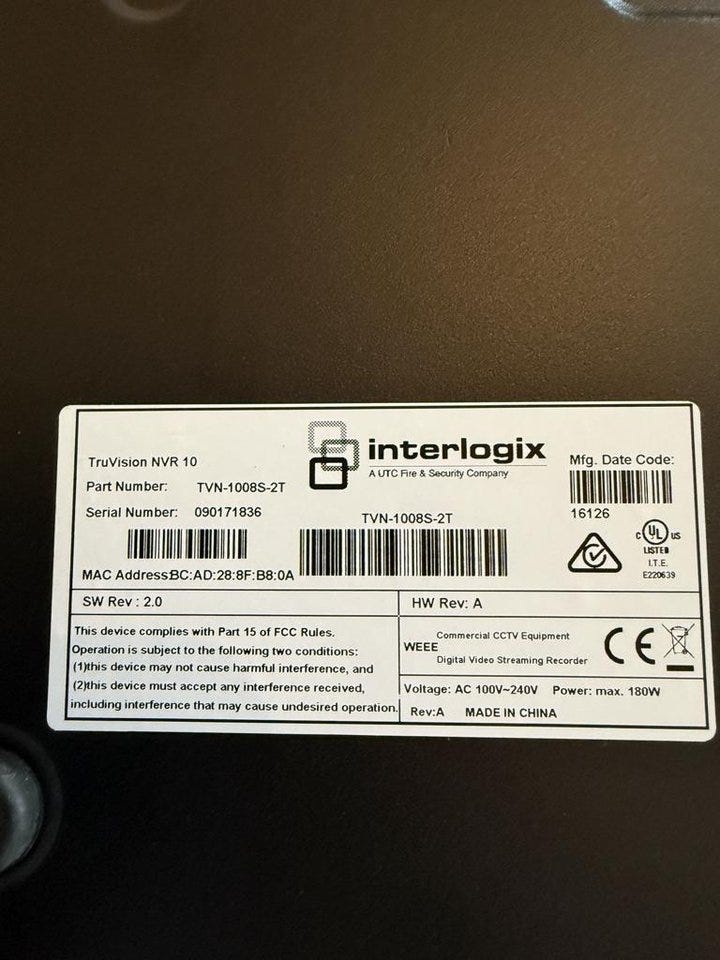 TruVision NVR 10
Part Number: TVN-1008S-2T
Serial Number: 090171836
MAC Address:BC:AD:28:8F:B8:0A
interlogix
A UTC Fire & Security Company
TVN-1008S-2T
Mfg. Date Code:
16126
C UL US
LISTED
I.T.E.
E220639
SW Rev : 2.0
HW Rev: A
This device complies with Part 15 of FCC Rules.
Operation is subject to the following two conditions:
(1)this device may not cause harmful interference, and
(2)this device must accept any interference received,
including interference that may cause undesired operation.
WEEE
Commercial CCTV Equipment
Digital Video Streaming Recorder
CE
Voltage: AC 100V~240V Power: max. 180W
Rev:A MADE IN CHINA